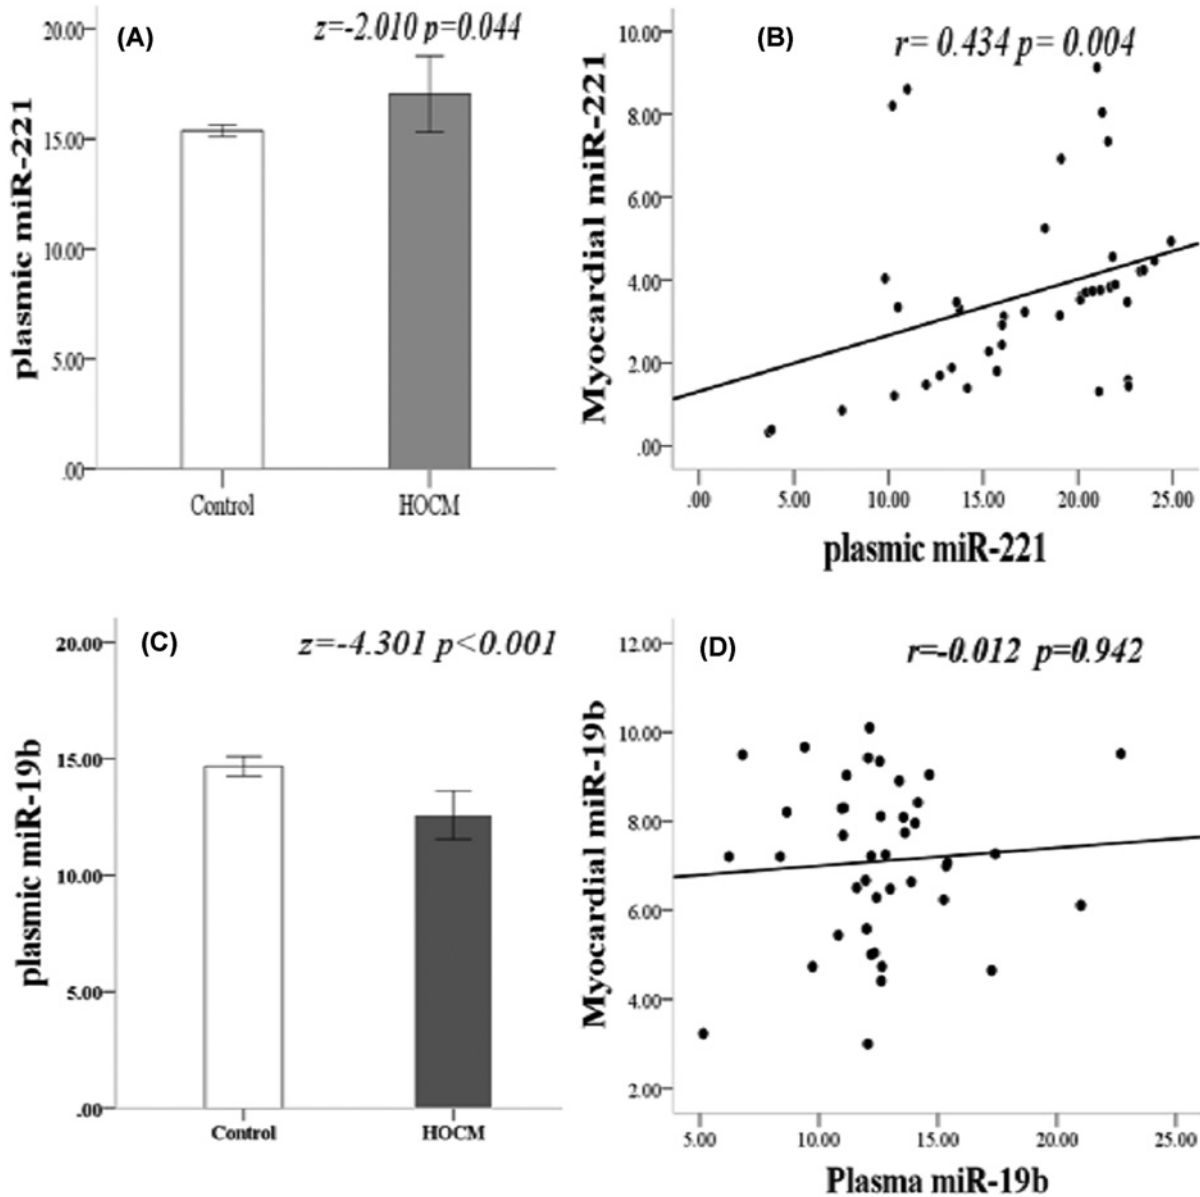 (A)
z=-2.010 p=0.044
plasmic miR-221
20.00
15.00
10.00
5.00
.00
Control
HOCM
(B)
r= 0.434 p= 0.004
Myocardial miR-221
10.00
8.00
6.00
4.00
2.00
.00
.00
5.00
10.00
15.00
20.00
25.00
plasmic miR-221
(C)
z=-4.301 p<0.001
plasmic miR-19b
20.00
15.00
10.00
5.00
.00
Control
HOCM
(D)
r=-0.012 p=0.942
Myocardial miR-19b
12.00
10.00
8.00
6.00
4.00
2.00
5.00
10.00
15.00
20.00
25.00
Plasma miR-19b